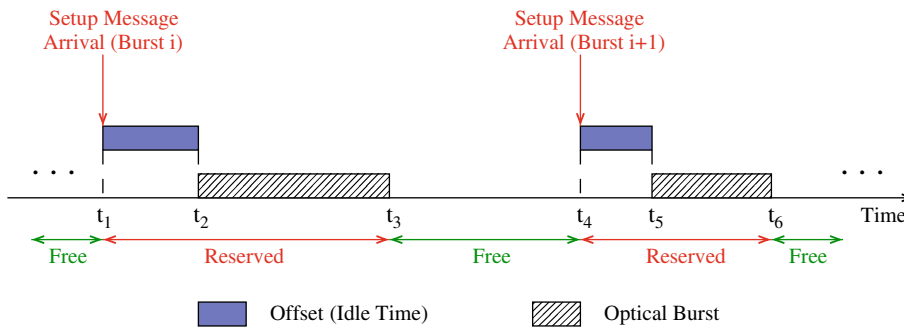 Setup Message
Arrival (Burst i)
Setup Message
Arrival (Burst i+1)
. . .
. . .
t1 t2 t3 t4 t5 t6 Time
Free Reserved Free Reserved Free
Offset (Idle Time) Optical Burst